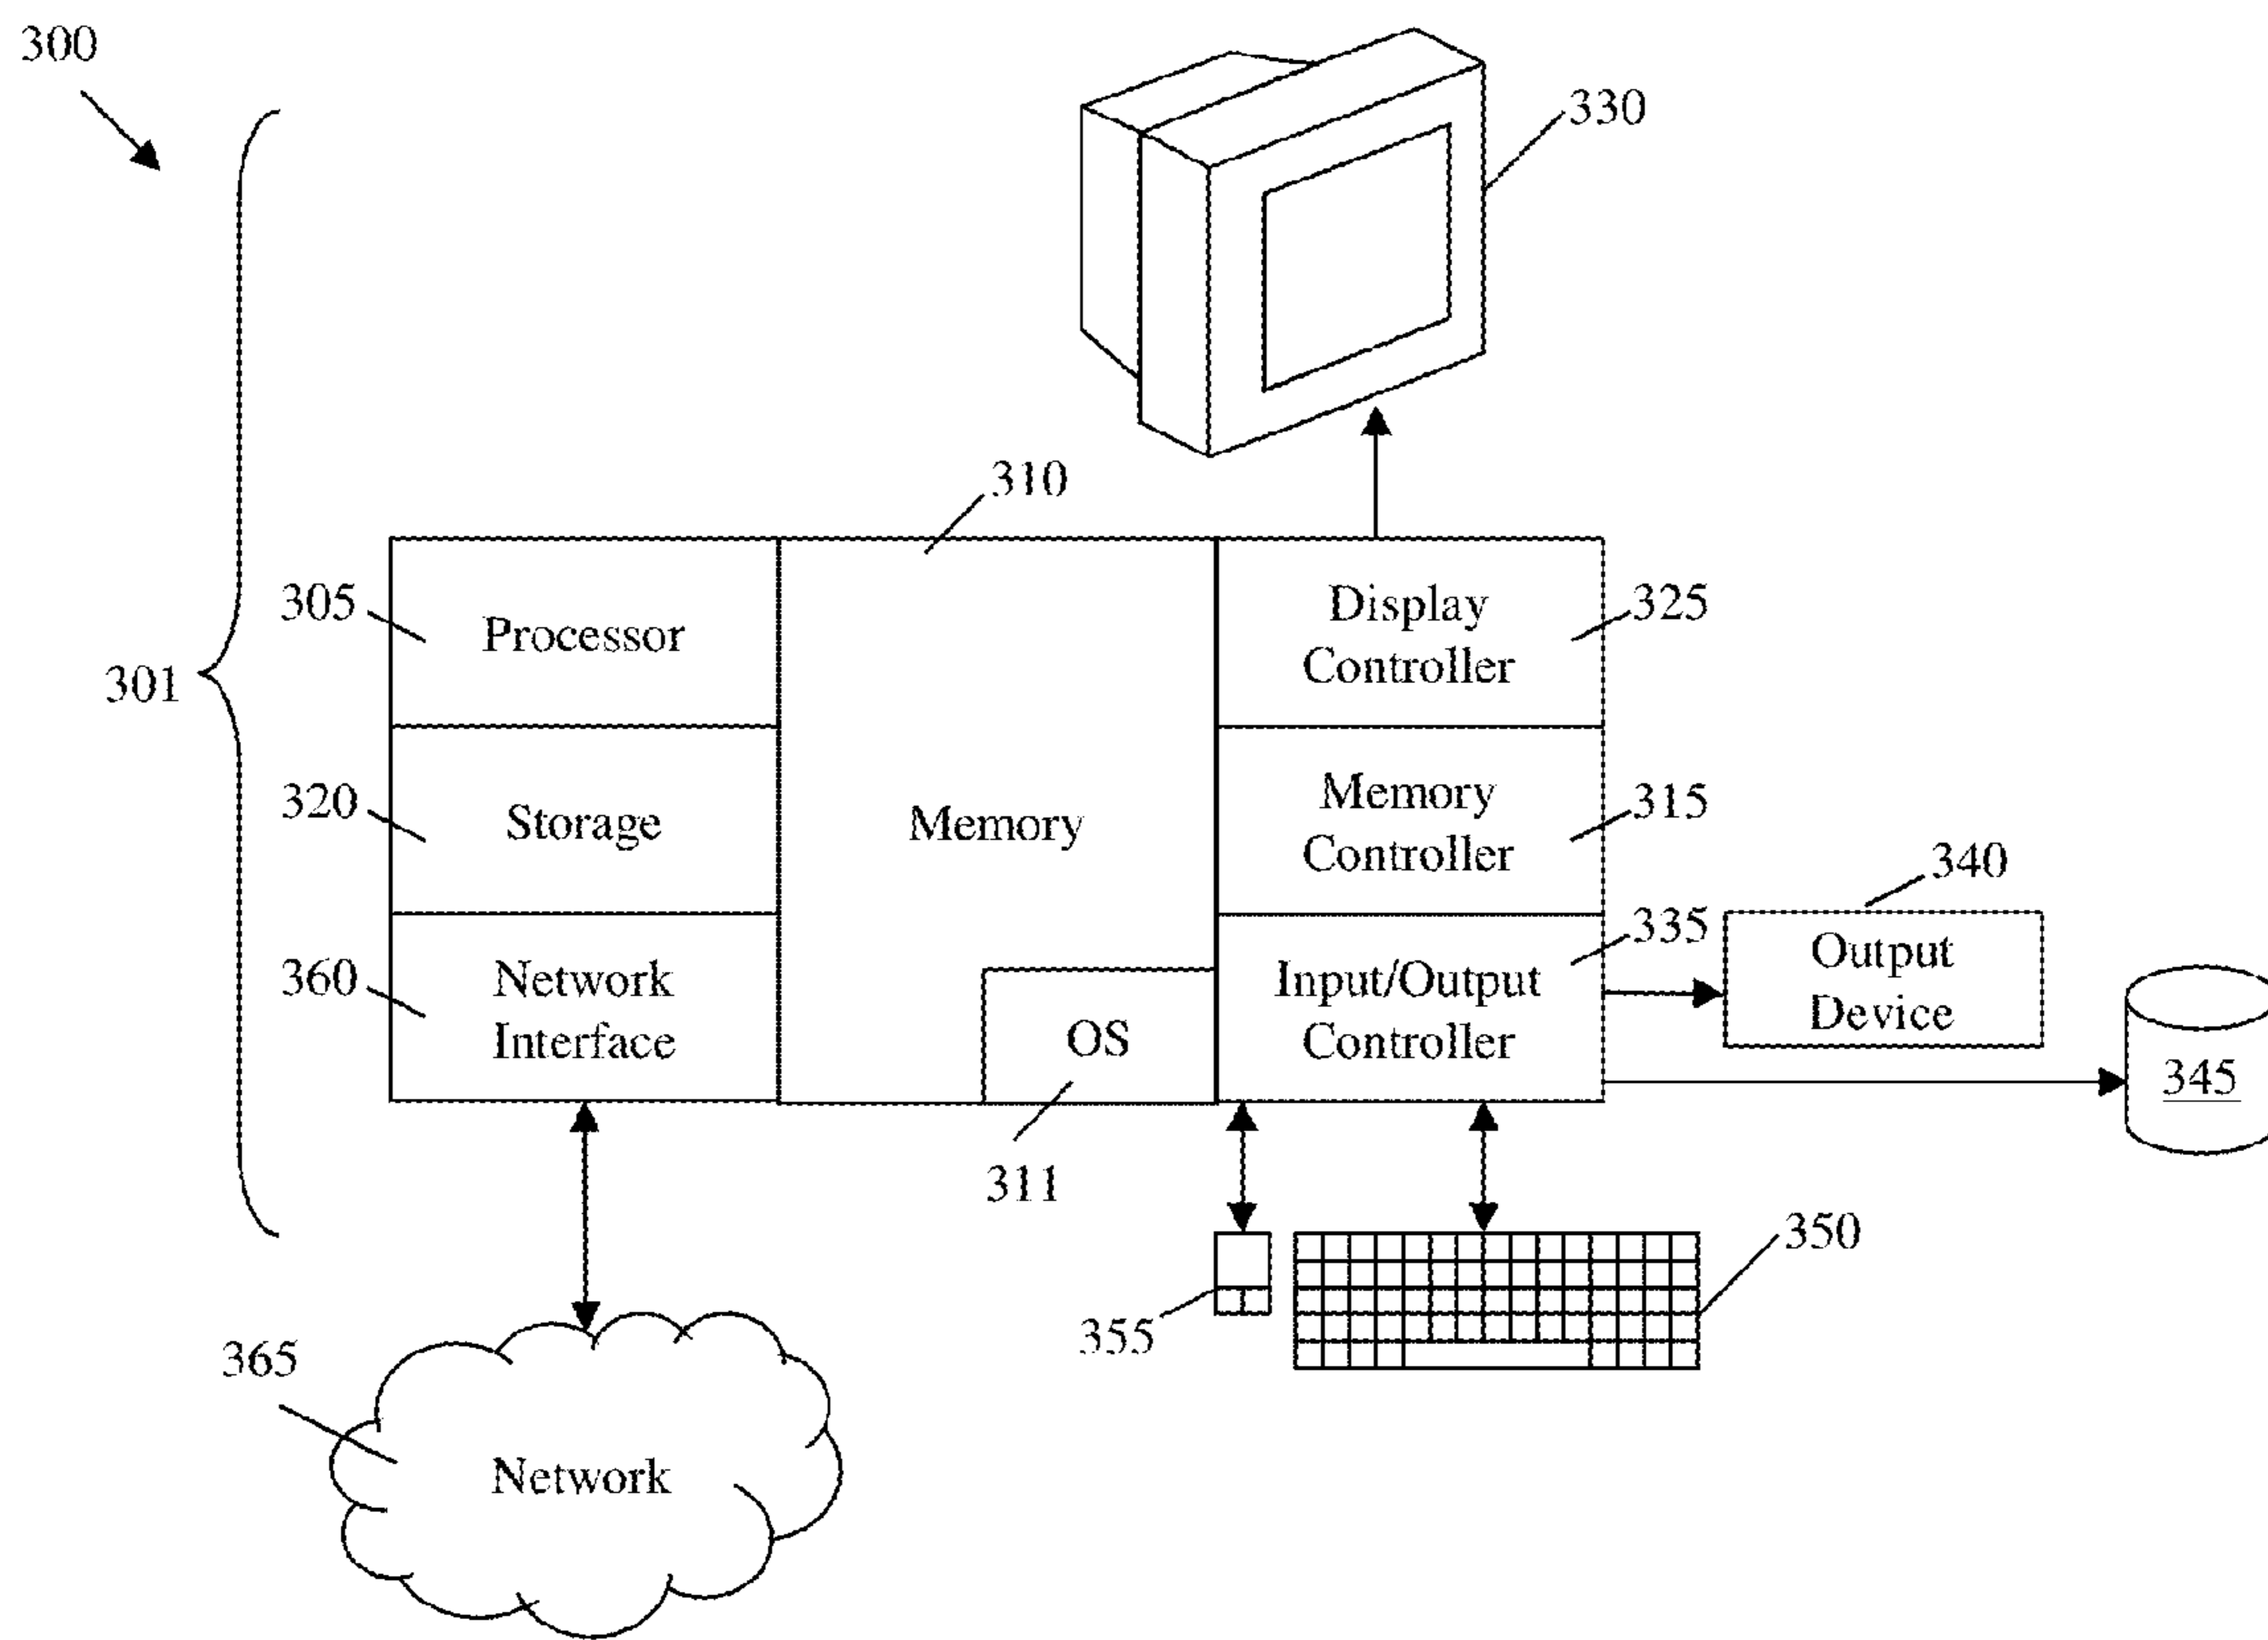 300
330
310
305
Processor
Display
Controller
325
301
320
Storage
Memory
Memory
Controller
315
340
335
360
Network
Interface
OS
Input/Output
Controller
Output
Device
345
311
355
350
365
Network